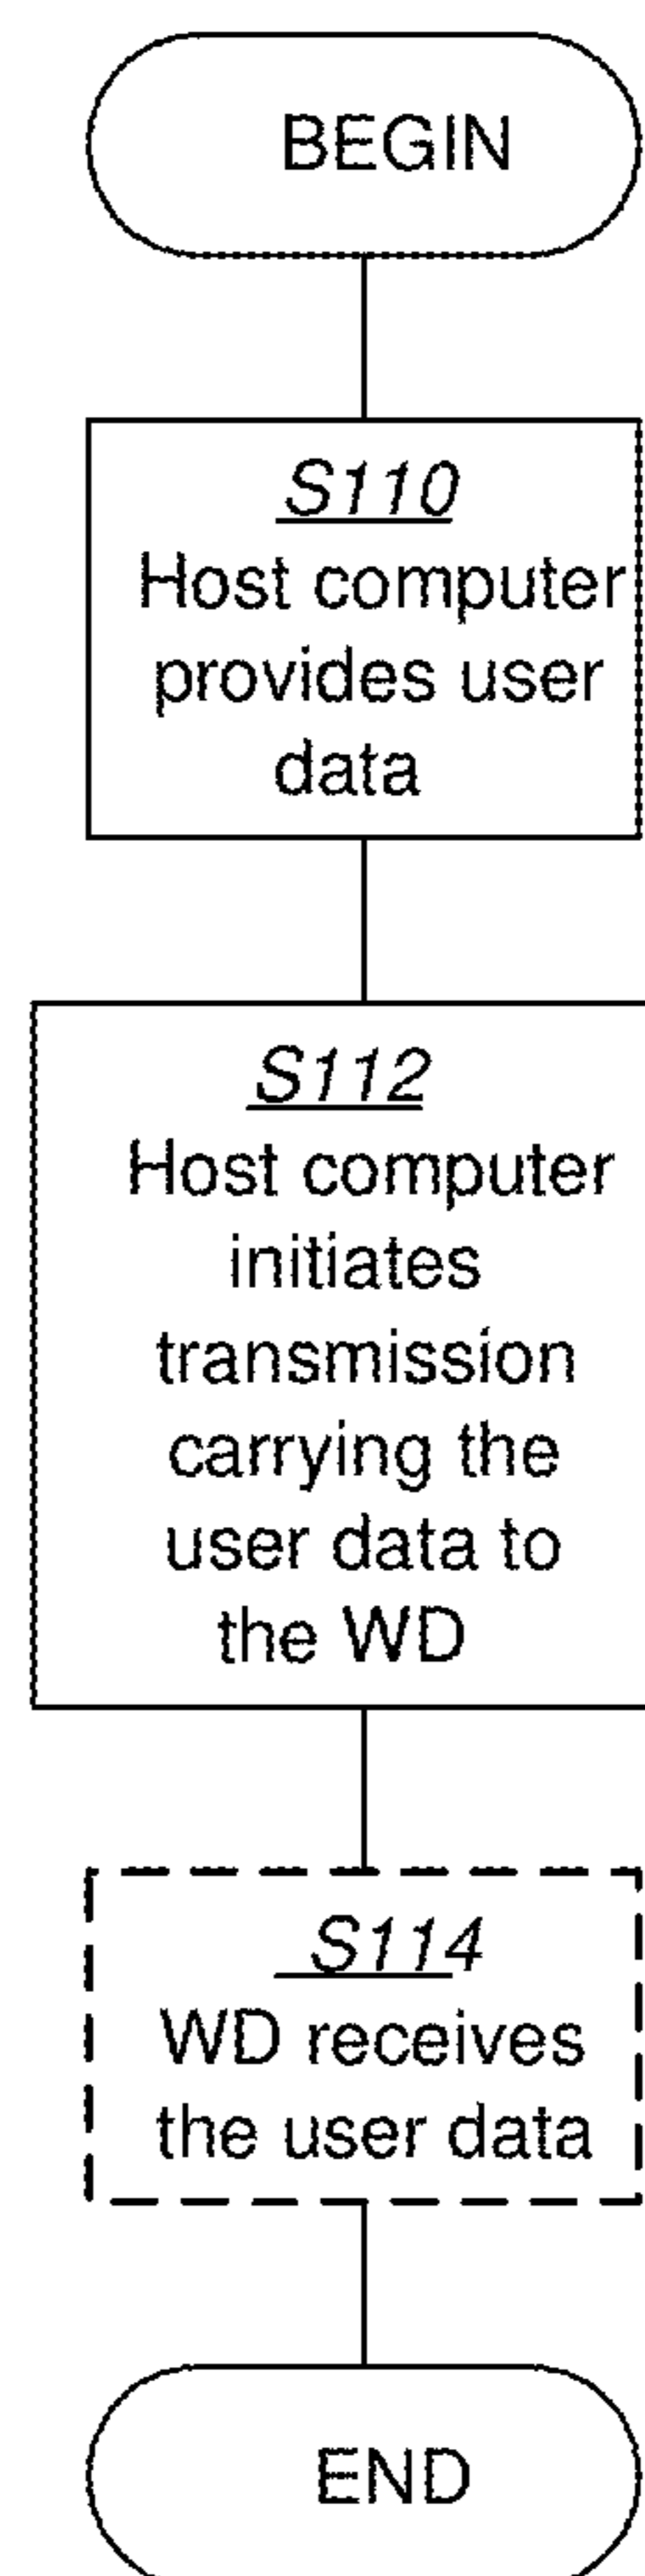 BEGIN
S110
Host computer
provides user
data
S112
Host computer
initiates
transmission
carrying the
user data to
the WD
S114
WD receives
the user data
END